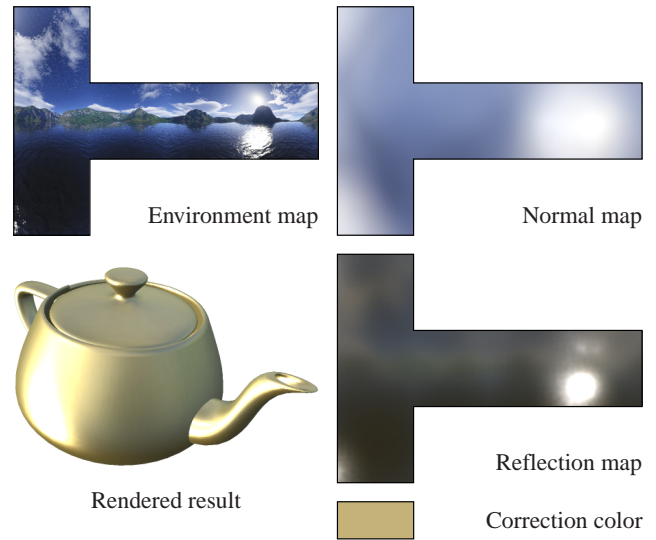 Environment map
Normal map
Rendered result
Reflection map
Correction color